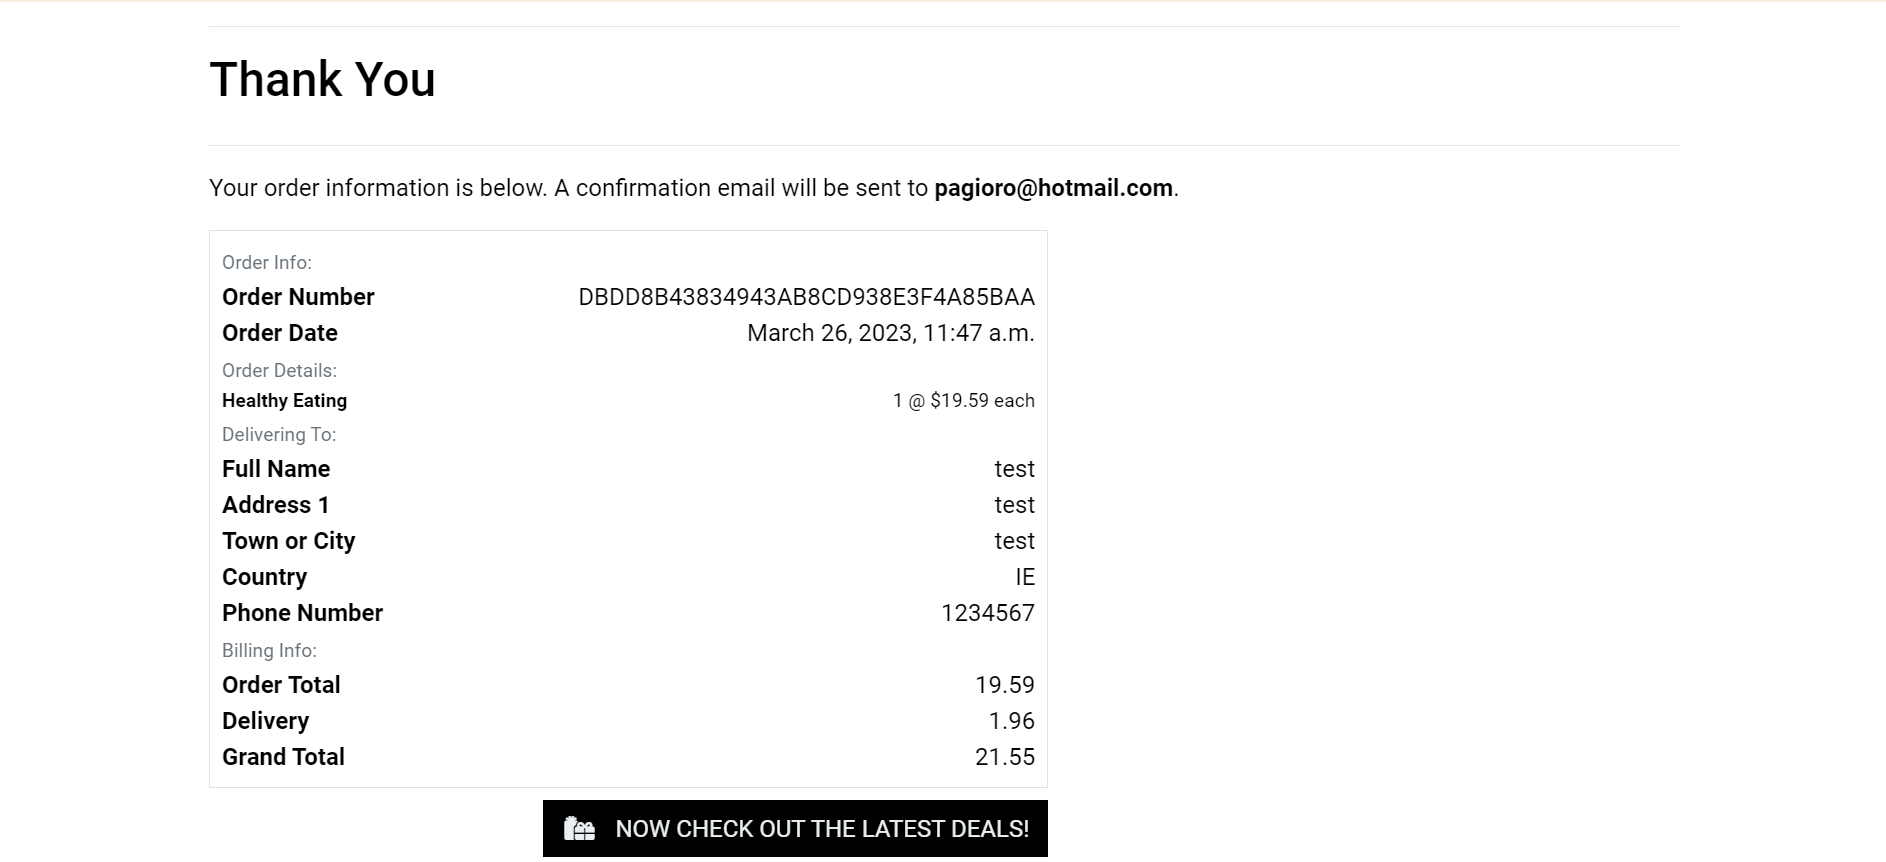 Thank You
Your order information is below. A confirmation email will be sent to pagioro@hotmail.com.
Order Info:
Order Number DBDD8B43834943AB8CD938E3F4A85BAA
Order Date March 26, 2023, 11:47 a.m.
Order Details:
Healthy Eating 1 @ $19.59 each
Delivering To:
Full Name test
Address 1 test
Town or City test
Country IE
Phone Number 1234567
Billing Info:
Order Total 19.59
Delivery 1.96
Grand Total 21.55
NOW CHECK OUT THE LATEST DEALS!